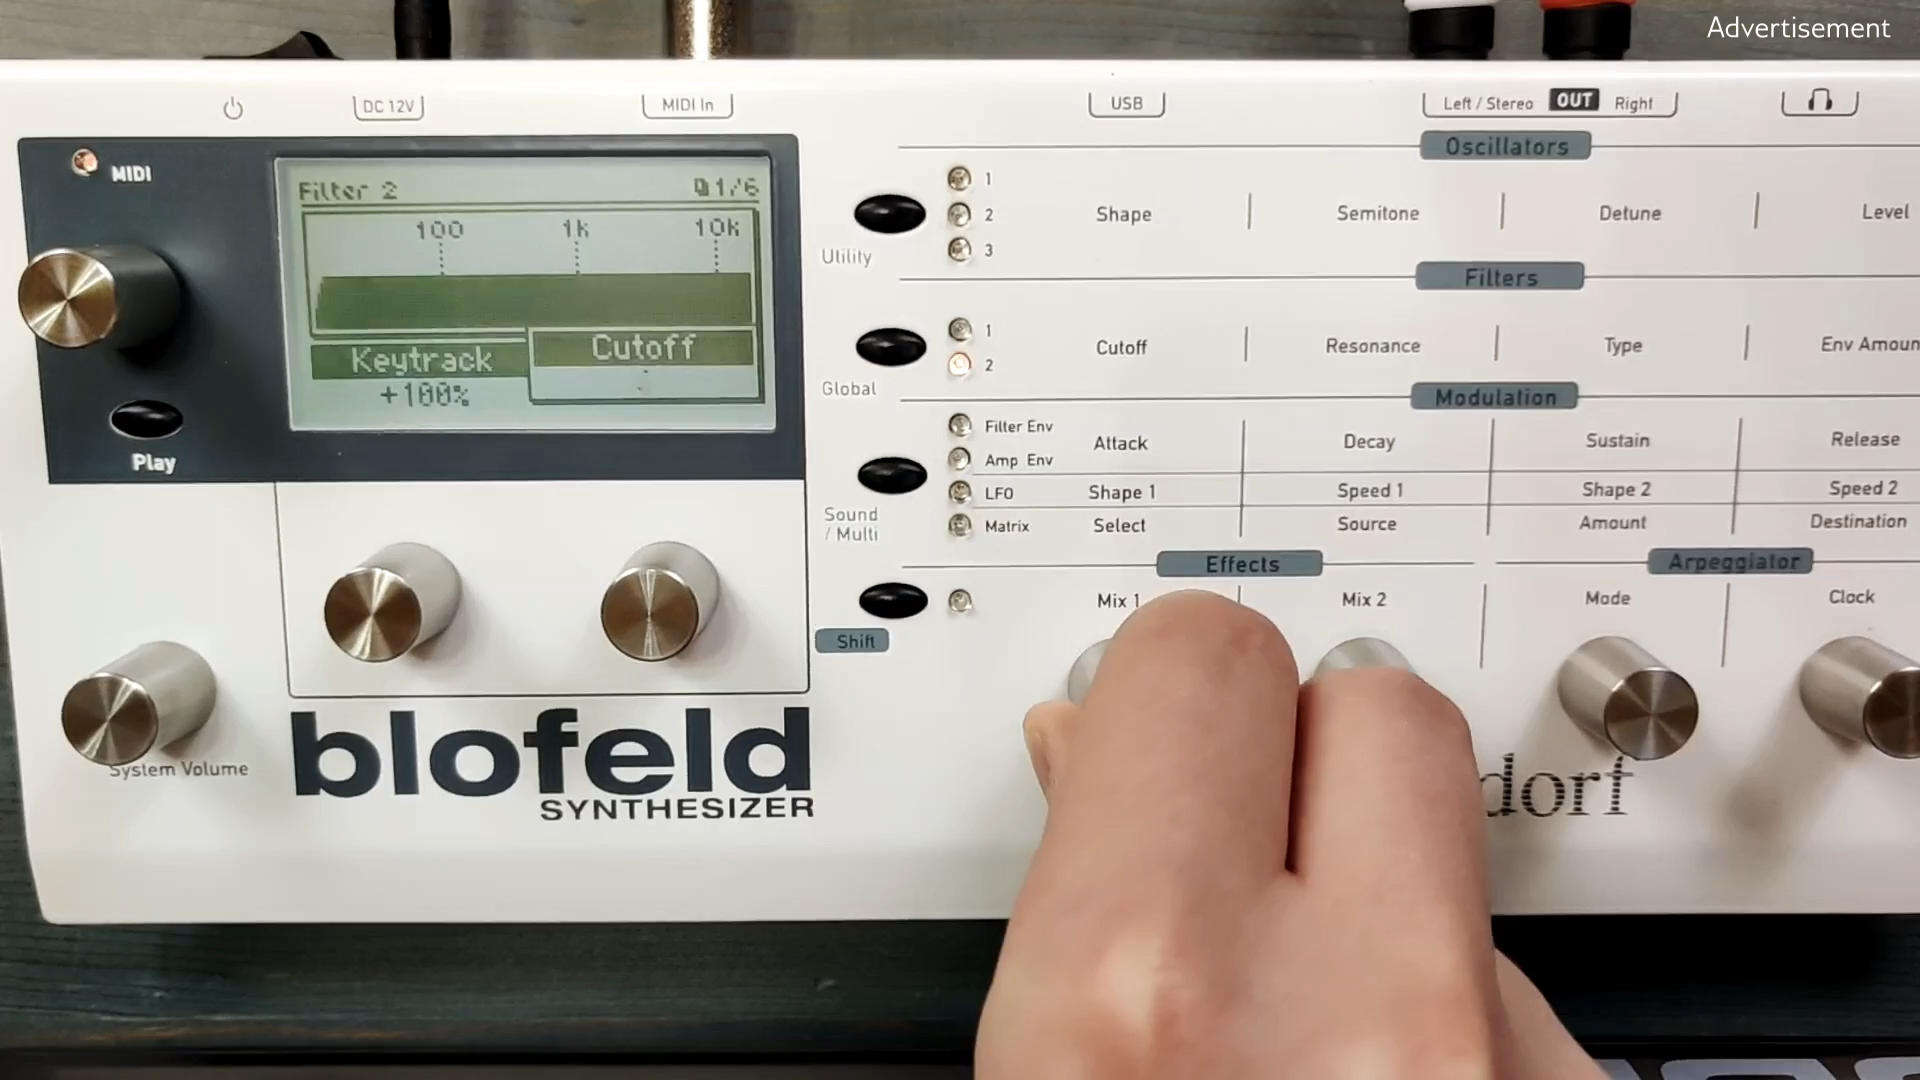 Advertisement
DC 12V
MIDI In
USB
Left / Stereo OUT Right
MIDI
Filter 2 1/6
100 1k 10k
Keytrack Cutoff
+100%
Play
System Volume
blofeld
SYNTHESIZER
Oscillators
1
2
3
Utility
Shape Semitone Detune Level
Filters
1
2
Global
Cutoff Resonance Type Env Amoun
Modulation
Filter Env
Amp Env
Attack Decay Sustain Release
LFO Shape 1 Speed 1 Shape 2 Speed 2
Matrix Select Source Amount Destination
Sound
/ Multi
Effects Arpeggiator
Mix 1 Mix 2 Mode Clock
Shift
dorf